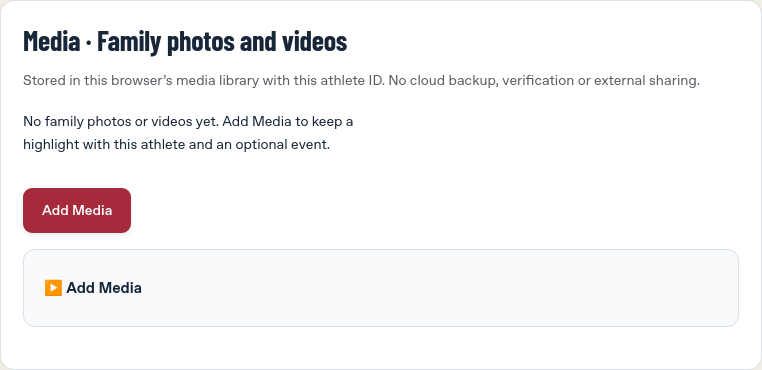 Media · Family photos and videos
Stored in this browser’s media library with this athlete ID. No cloud backup, verification or external sharing.
No family photos or videos yet. Add Media to keep a
highlight with this athlete and an optional event.
Add Media
▶️ Add Media